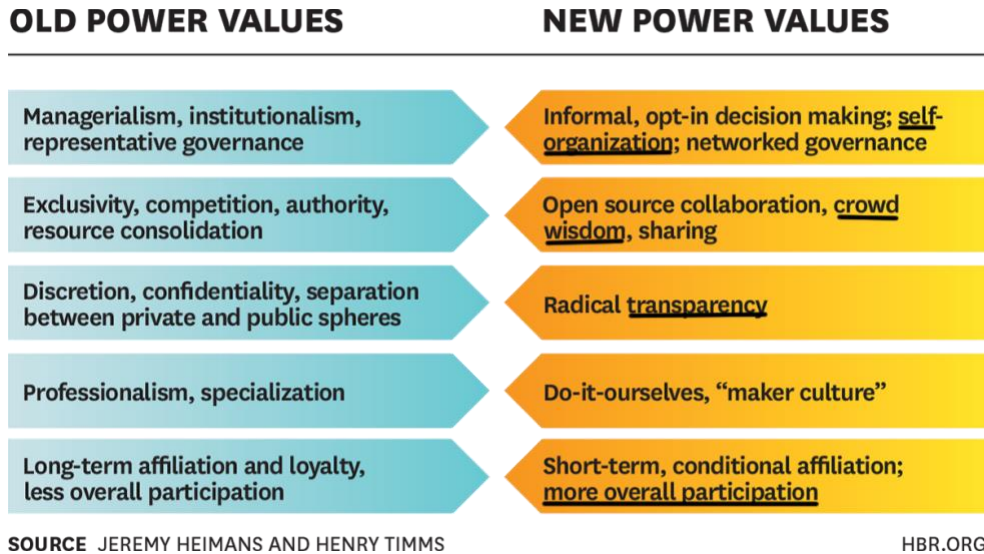 OLD POWER VALUES
NEW POWER VALUES
Managerialism, institutionalism,
representative governance
Informal, opt-in decision making; self-
organization; networked governance
Exclusivity, competition, authority,
resource consolidation
Open source collaboration, crowd
wisdom, sharing
Discretion, confidentiality, separation
between private and public spheres
Radical transparency
Professionalism, specialization
Do-it-ourselves, “maker culture”
Long-term affiliation and loyalty,
less overall participation
Short-term, conditional affiliation;
more overall participation
SOURCE JEREMY HEIMANS AND HENRY TIMMS
HBR.ORG